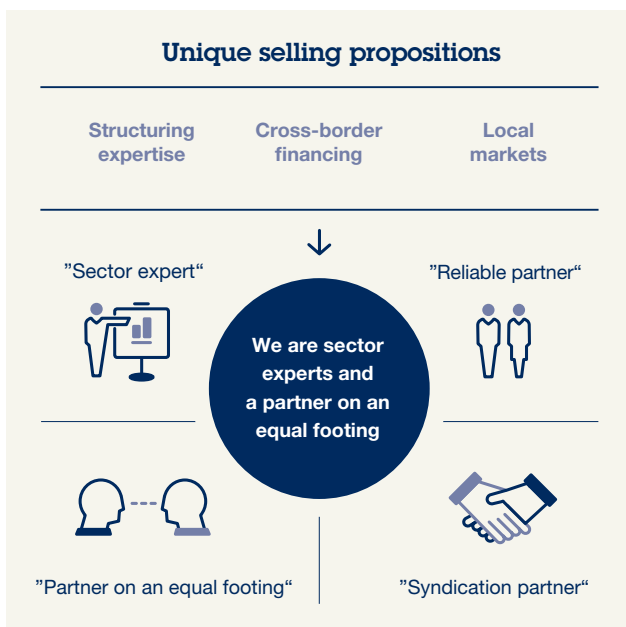 Unique selling propositions
Structuring
expertise
Cross-border
financing
Local
markets
”Sector expert“
”Reliable partner“
We are sector
experts and
a partner on an
equal footing
”Partner on an equal footing“
”Syndication partner“